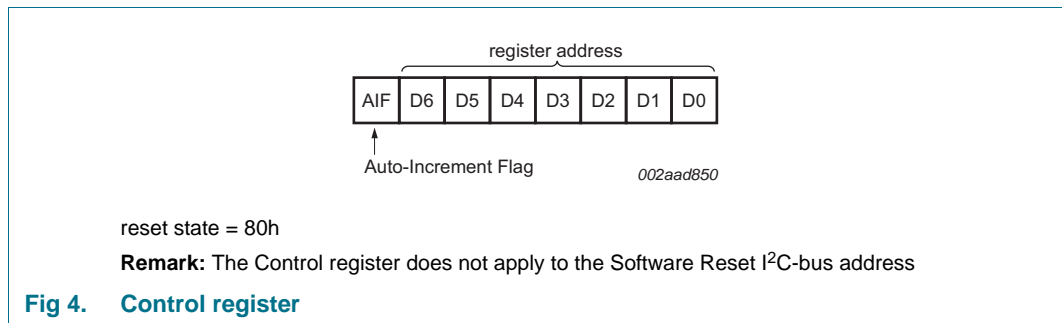 register address
AIF D6 D5 D4 D3 D2 D1 D0
Auto-Increment Flag
002aad850
reset state = 80h
Remark: The Control register does not apply to the Software Reset I²C-bus address
Fig 4. Control register